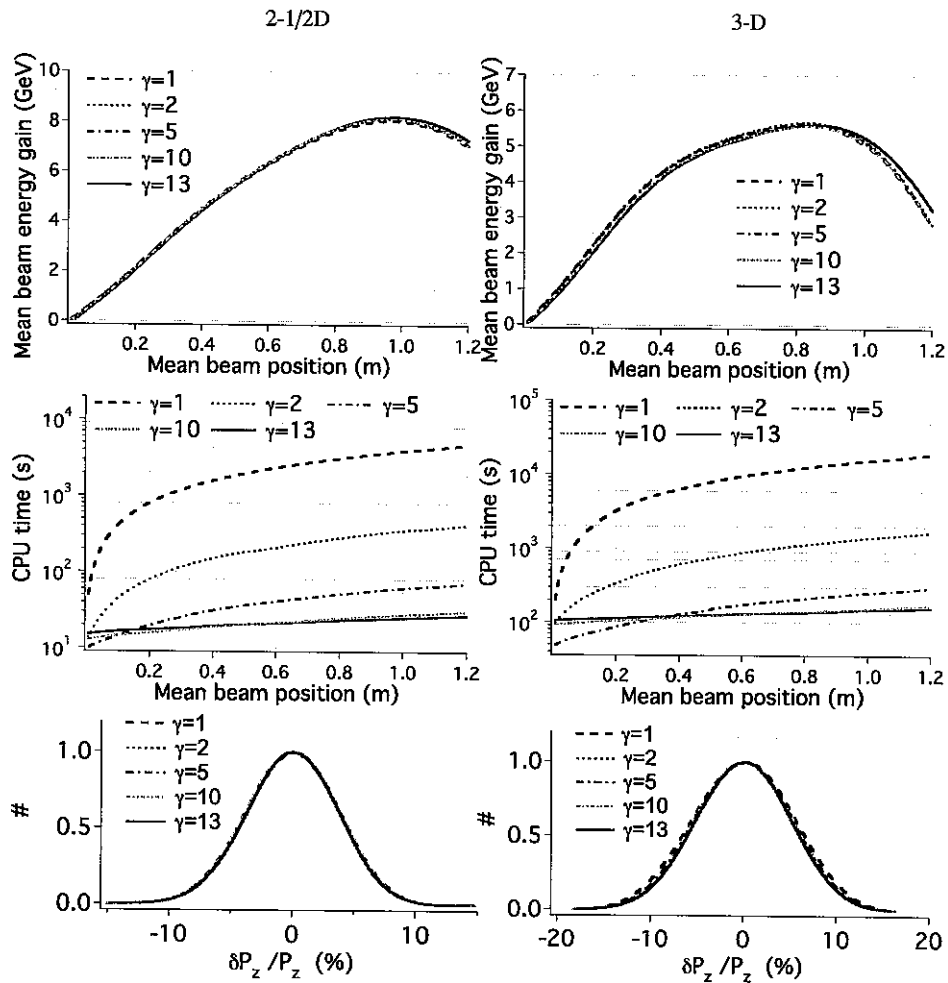 2-1/2D
3-D
Mean beam energy gain (GeV)
10
8
6
4
2
0
γ=1
γ=2
γ=5
γ=10
γ=13
0.2 0.4 0.6 0.8 1.0 1.2
Mean beam position (m)
Mean beam energy gain (GeV)
7
6
5
4
3
2
1
0
γ=1
γ=2
γ=5
γ=10
γ=13
0.2 0.4 0.6 0.8 1.0 1.2
Mean beam position (m)
CPU time (s)
10^4
10^3
10^2
10^1
γ=1 γ=2 γ=5
γ=10 γ=13
0.2 0.4 0.6 0.8 1.0 1.2
Mean beam position (m)
CPU time (s)
10^5
10^4
10^3
10^2
γ=1 γ=2 γ=5
γ=10 γ=13
0.2 0.4 0.6 0.8 1.0 1.2
Mean beam position (m)
#
1.0
0.5
0.0
γ=1
γ=2
γ=5
γ=10
γ=13
-10 0 10
δP_z /P_z (%)
#
1.0
0.5
0.0
γ=1
γ=2
γ=5
γ=10
γ=13
-20 -10 0 10 20
δP_z /P_z (%)